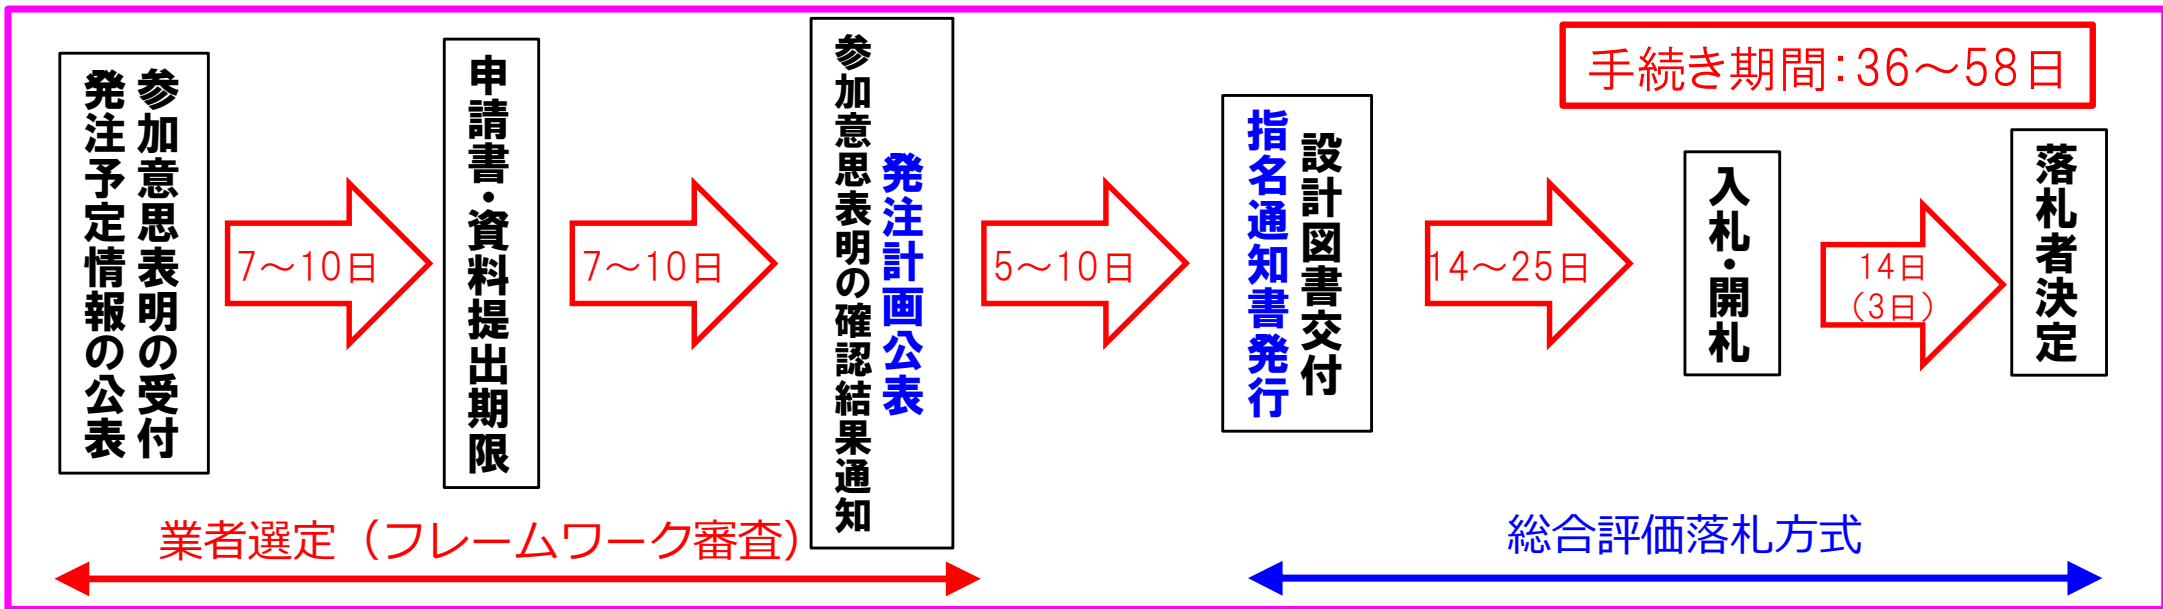 手続き期間:36～58日
参加意思表明の受付
発注予定情報の公表
7～10日
申請書・資料提出期限
7～10日
発注計画公表
参加意思表明の確認結果通知
5～10日
設計図書交付
指名通知書発行
14～25日
入札・開札
14日
(3日)
落札者決定
業者選定（フレームワーク審査）
総合評価落札方式